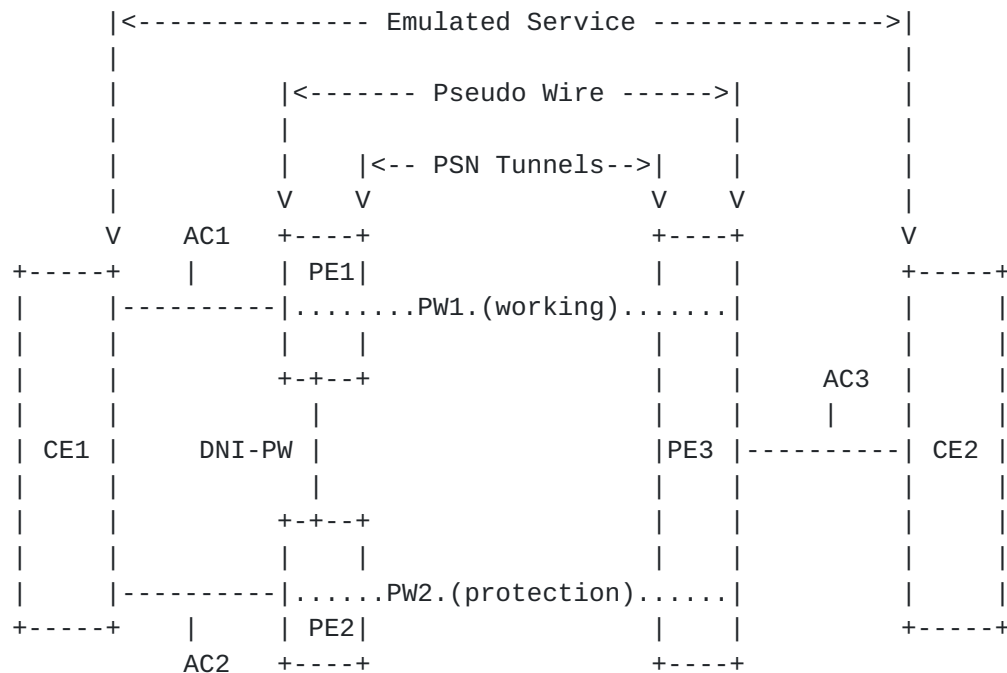 |<--------------- Emulated Service --------------->|
|                                                  |
|          |<------- Pseudo Wire ------>|          |
|          |                            |          |
|          |    |<-- PSN Tunnels-->|    |          |
|          V    V                  V    V          |
V    AC1   +----+                  +----+          V
+-----+    |     | PE1|                  |    |          +-----+
|     |----------|........PW1.(working).......|          |     |
|     |          |    |                  |    |          |     |
|     |          +-+--+                  |    |     AC3  |     |
|     |            |                     |    |     |    |     |
| CE1 |     DNI-PW |                     |PE3 |----------| CE2 |
|     |            |                     |    |          |     |
|     |          +-+--+                  |    |          |     |
|     |          |    |                  |    |          |     |
|     |----------|......PW2.(protection)......|          |     |
+-----+    |     | PE2|                  |    |          +-----+
AC2   +----+                  +----+